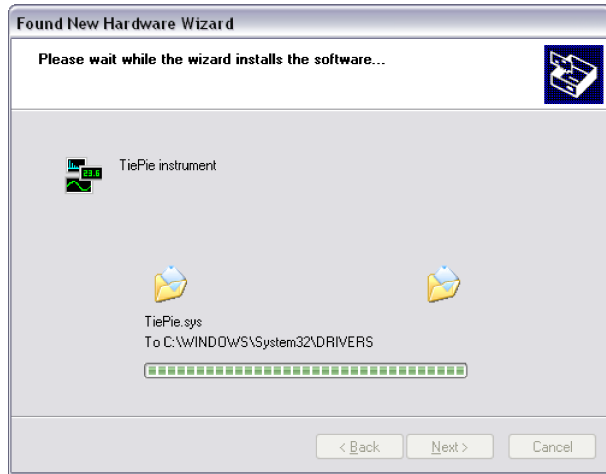 Found New Hardware Wizard
Please wait while the wizard installs the software...
29.6
TiePie instrument
TiePie.sys
To C:\WINDOWS\System32\DRIVERS
< Back
Next >
Cancel